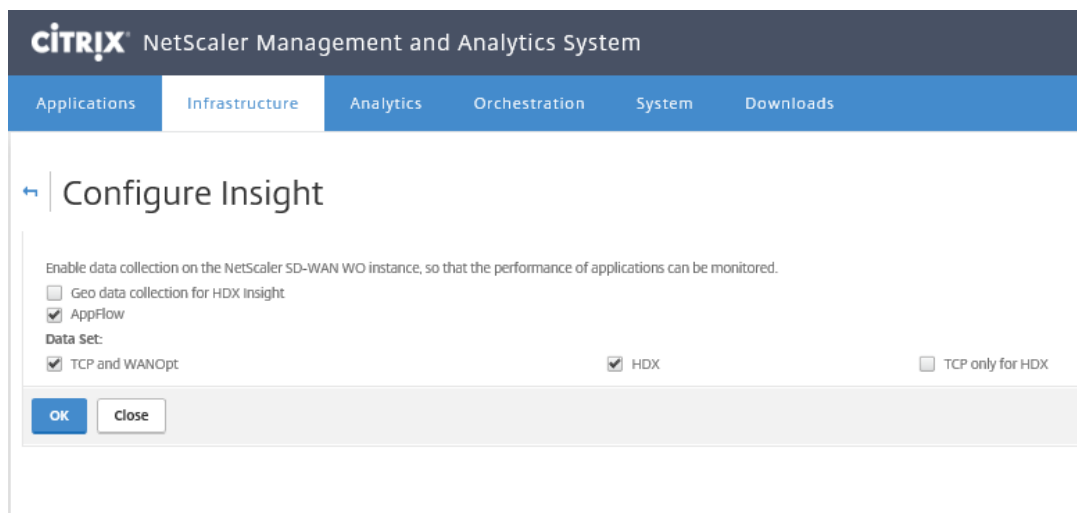 CiTRIX NetScaler Management and Analytics System
Applications Infrastructure Analytics Orchestration System Downloads
Configure Insight
Enable data collection on the NetScaler SD-WAN WO instance, so that the performance of applications can be monitored.
Geo data collection for HDX Insight
AppFlow
Data Set:
TCP and WANOpt HDX TCP only for HDX
OK Close